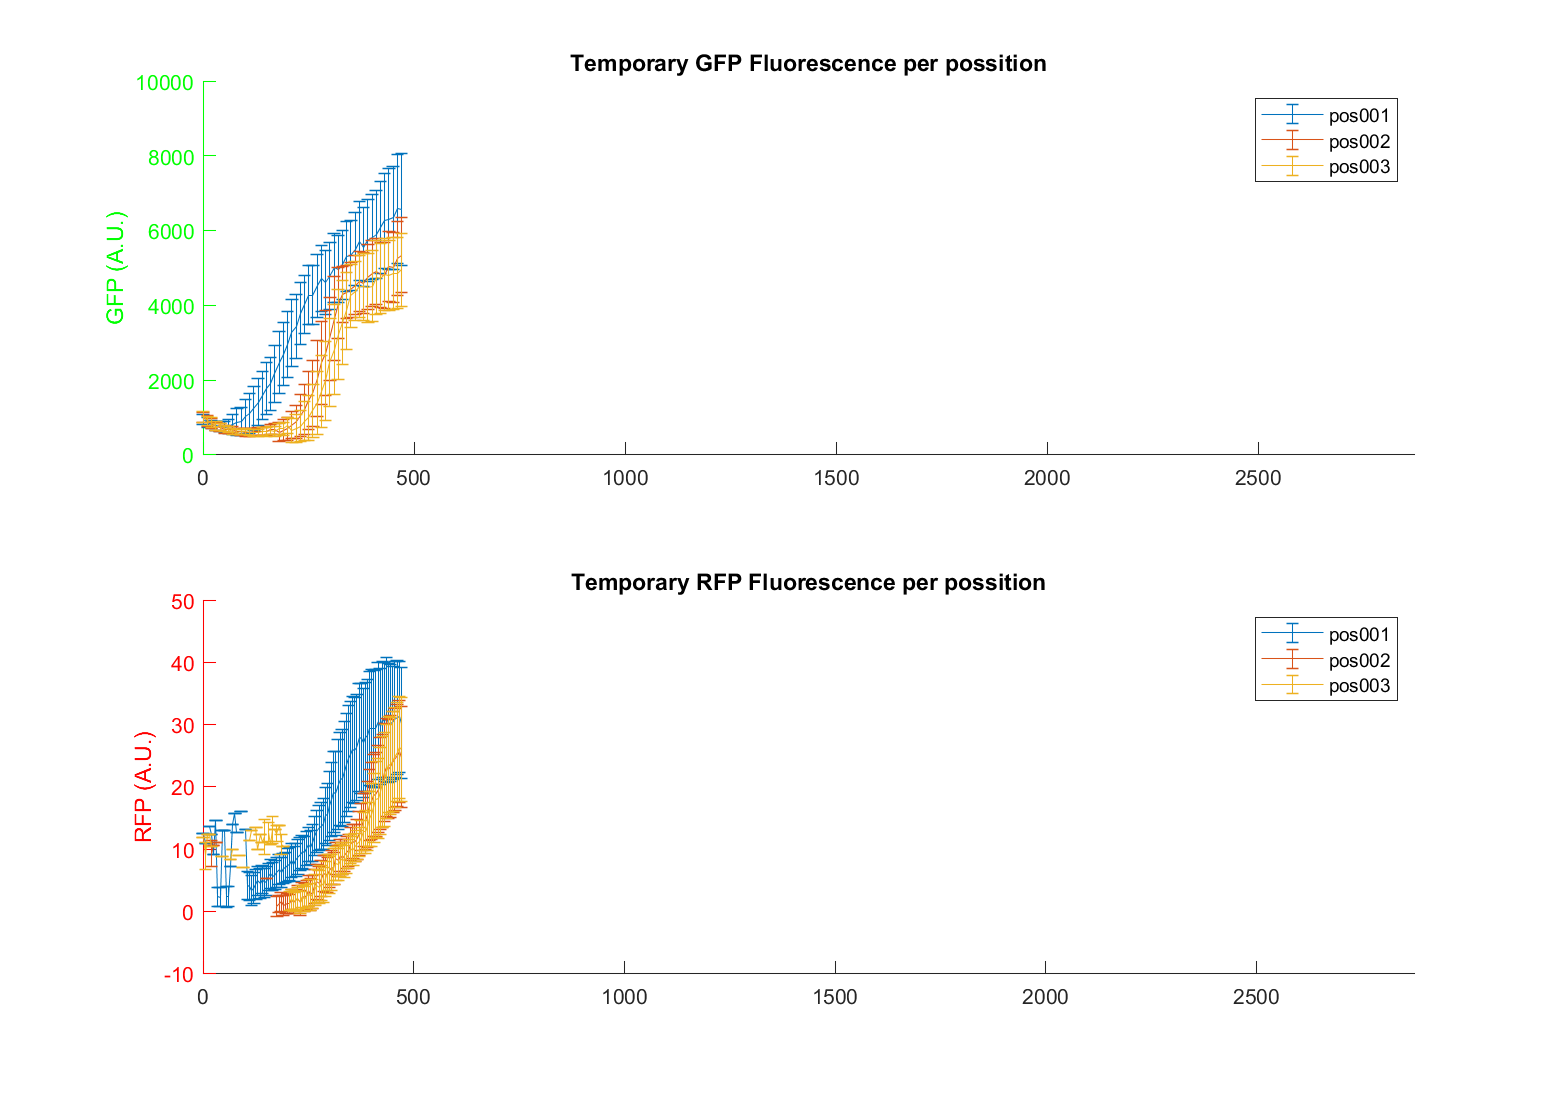 Temporary GFP Fluorescence per possition
10000
8000
6000
4000
2000
0
GFP (A.U.)
pos001
pos002
pos003
0 500 1000 1500 2000 2500
Temporary RFP Fluorescence per possition
50
40
30
20
10
0
-10
RFP (A.U.)
pos001
pos002
pos003
0 500 1000 1500 2000 2500